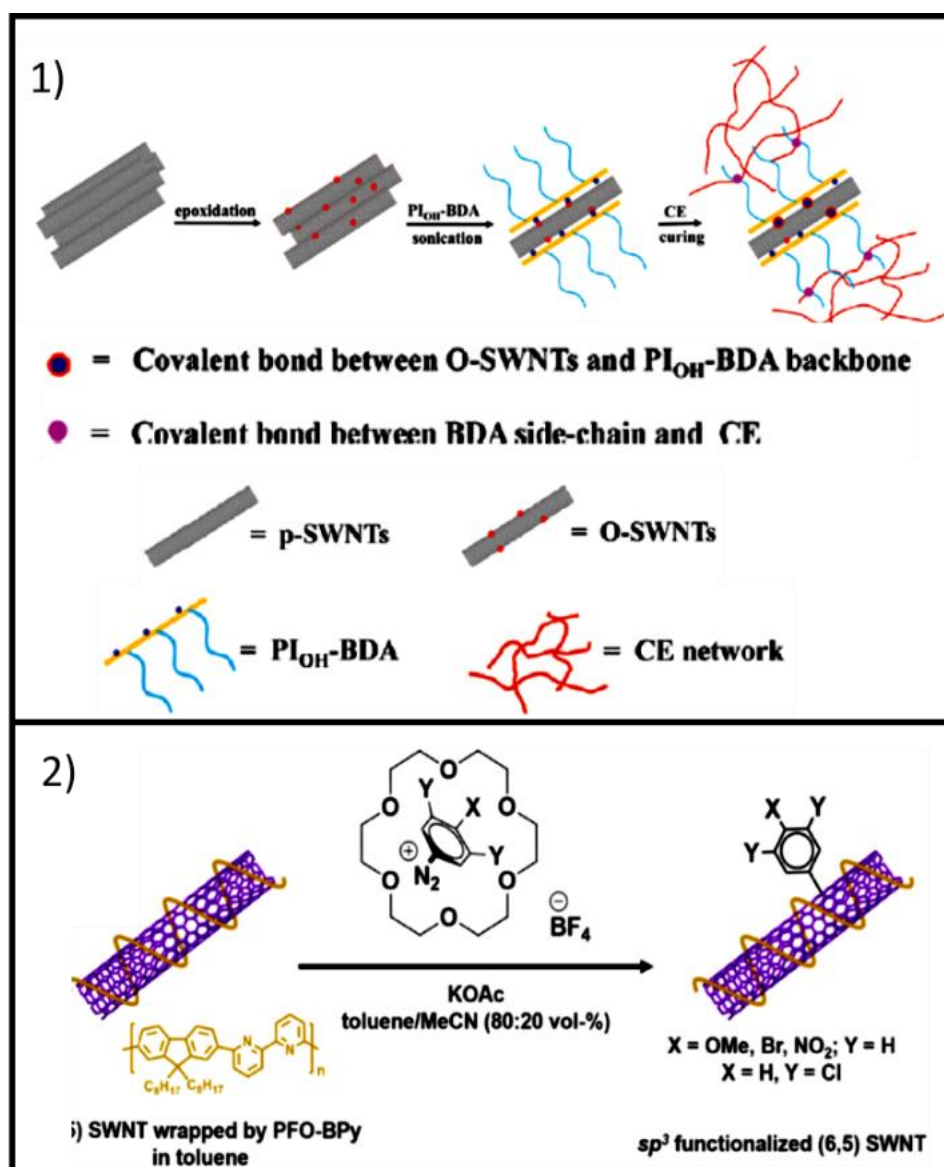 1)
epoxidation
PIOH-BDA
sonication
CE
curing
= Covalent bond between O-SWNTs and PIOH-BDA backbone
= Covalent bond between BDA side-chain and CE
= p-SWNTs
= O-SWNTs
= PIOH-BDA
= CE network
2)
O
O
O
O
O
O
Y
X
Y
⊕
N2
⊖
BF4
KOAc
toluene/MeCN (80:20 vol-%)
N
N
n
C8H17 C8H17
5) SWNT wrapped by PFO-BPy
in toluene
X
Y
Y
X = OMe, Br, NO2; Y = H
X = H, Y = Cl
sp3 functionalized (6,5) SWNT